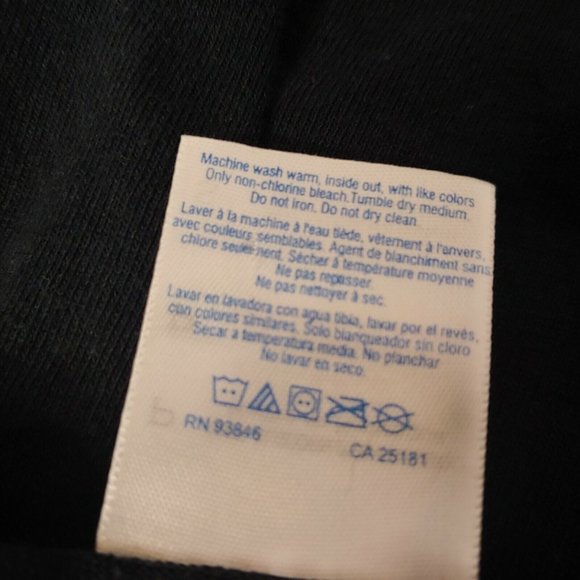 Machine wash warm, inside out, with like colors
Only non-chlorine bleach.Tumble dry medium.
Do not iron. Do not dry clean.
Laver à la machine à l'eau tiède, vêtement à l'anvers,
avec couleurs semblables. Agent de blanchiment sans
chlore seulement. Sécher à température moyenne
Ne pas repasser.
Ne pas nettoyer à sec.
Lavar en lavadora con agua tibia, lavar por el revés,
con colores similares. Solo blanqueador sin cloro
Secar a temperatura media. No planchar
No lavar en seco.
RN 93846
CA 25181